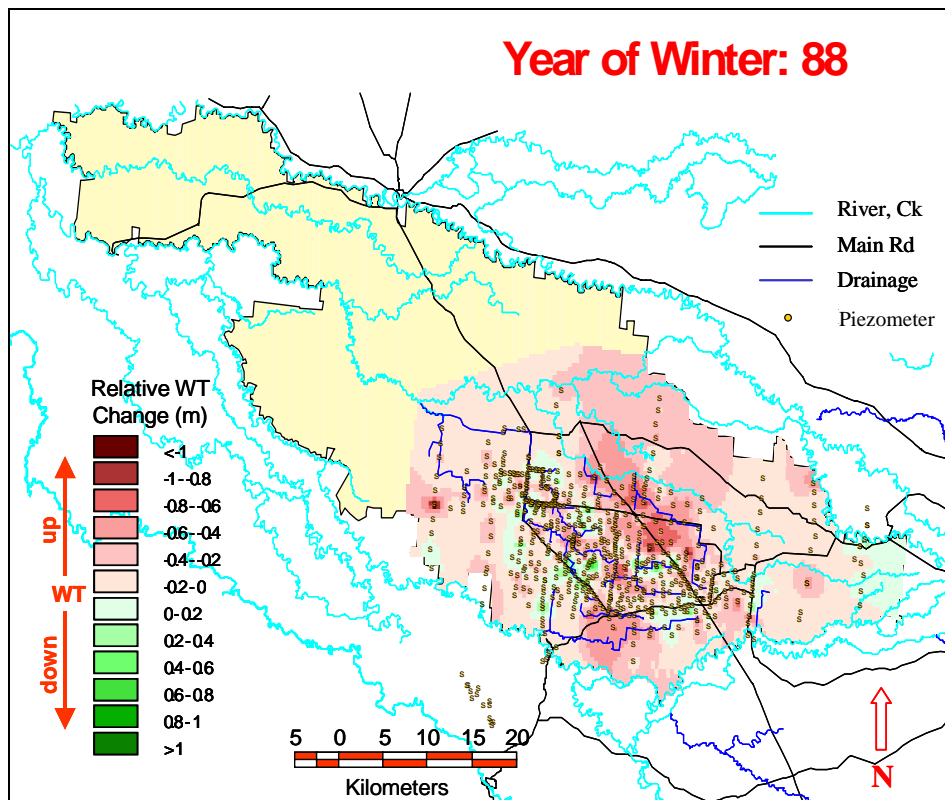 Year of Winter: 88
River, Ck
Main Rd
Drainage
Piezometer
Relative WT
Change (m)
<-1
-1--0.8
-0.8--0.6
-0.6--0.4
-0.4--0.2
-0.2-0
0-0.2
0.2-0.4
0.4-0.6
0.6-0.8
0.8-1
>1
up
WT
down
5 0 5 10 15 20
Kilometers
N